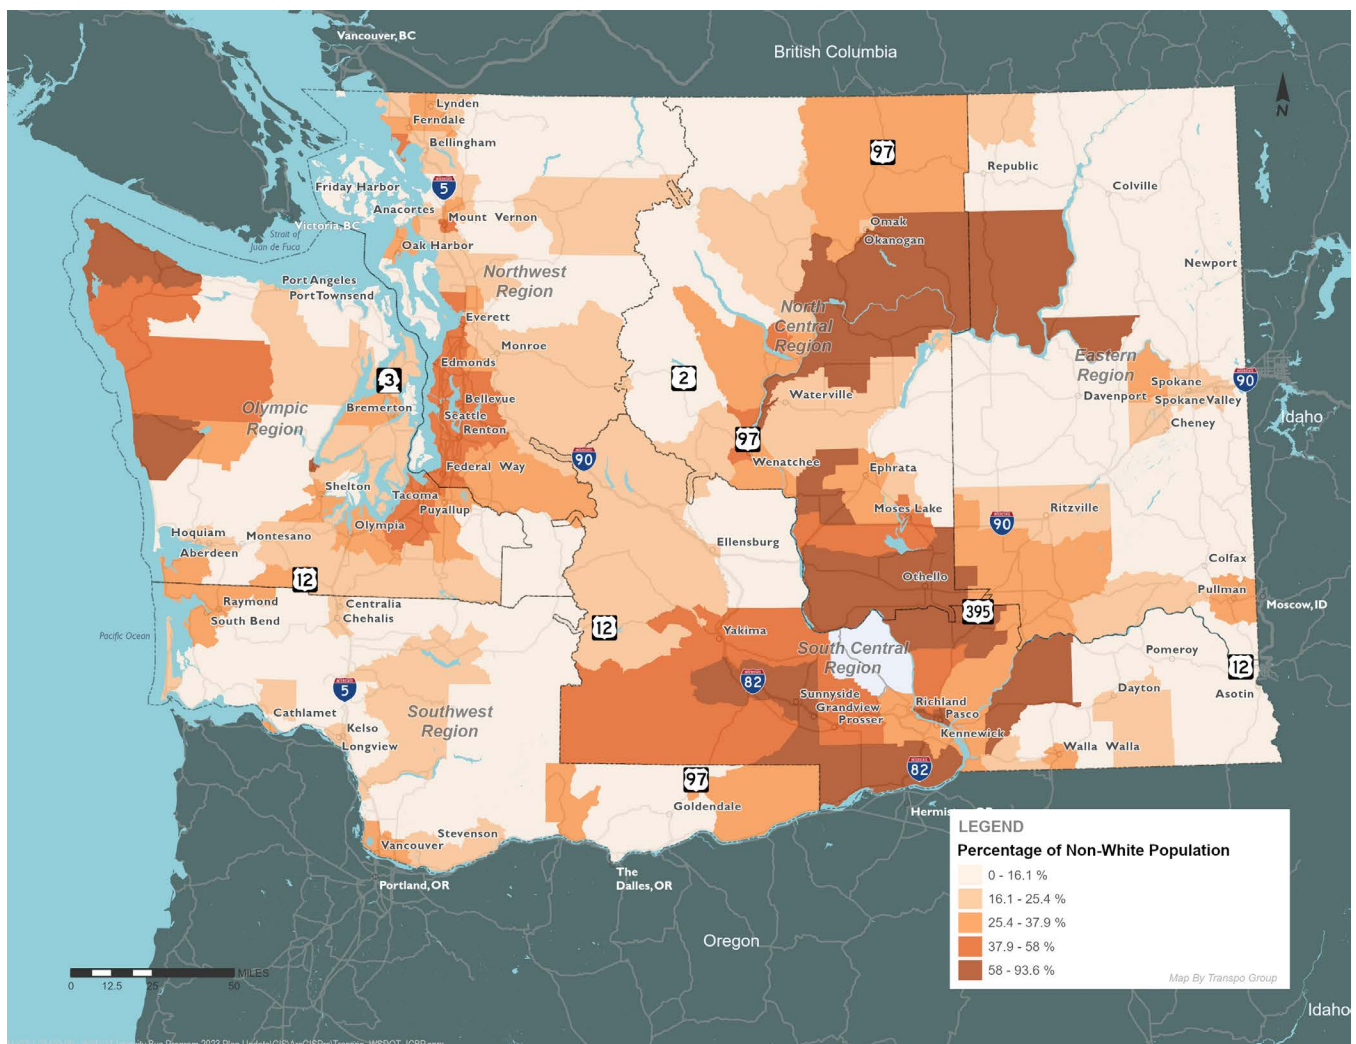 Vancouver, BC
British Columbia
N
Lynden
Ferndale
Bellingham
97
Republic
Colville
5
Friday Harbor
Anacortes
Mount Vernon
Victoria, BC
Strait of
Juan de Fuca
Oak Harbor
Omak
Okanogan
Newport
Port Angeles
Port Townsend
Northwest
Region
North
Central
Region
Everett
Monroe
Edmonds
Eastern
Region
3
2
Bellevue
Bremerton
Seattle
Renton
Olympic
Region
Waterville
Davenport
Spokane
Spokane Valley
Cheney
90
Idaho
97
Wenatchee
90
Federal Way
Ephrata
Shelton
Tacoma
Puyallup
Olympia
Moses Lake
90
Ritzville
Hoquiam
Aberdeen
Montesano
Ellensburg
Othello
Colfax
Pullman
Moscow, ID
12
Raymond
South Bend
Centralia
Chehalis
395
12
Yakima
Pacific Ocean
South Central
Region
Pomeroy
12
Asotin
5
82
Sunnyside
Grandview
Prosser
Richland
Pasco
Kennewick
Dayton
Walla Walla
Cathlamet
Kelso
Longview
Southwest
Region
97
82
Goldendale
Stevenson
Vancouver
Portland, OR
The
Dalles, OR
Oregon
LEGEND
Percentage of Non-White Population
0 - 16.1 %
16.1 - 25.4 %
25.4 - 37.9 %
37.9 - 58 %
58 - 93.6 %
Map By Transpo Group
MILES
0 12.5 25 50
Idaho